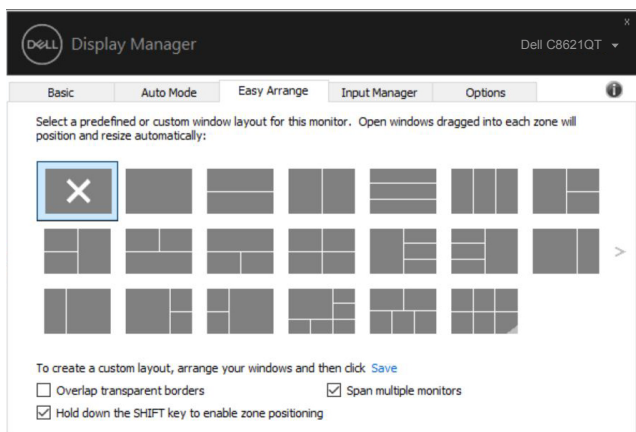 x
DELL Display Manager
Dell C8621QT
Basic Auto Mode Easy Arrange Input Manager Options
Select a predefined or custom window layout for this monitor. Open windows dragged into each zone will
position and resize automatically:
>
To create a custom layout, arrange your windows and then click Save
Overlap transparent borders
Span multiple monitors
Hold down the SHIFT key to enable zone positioning